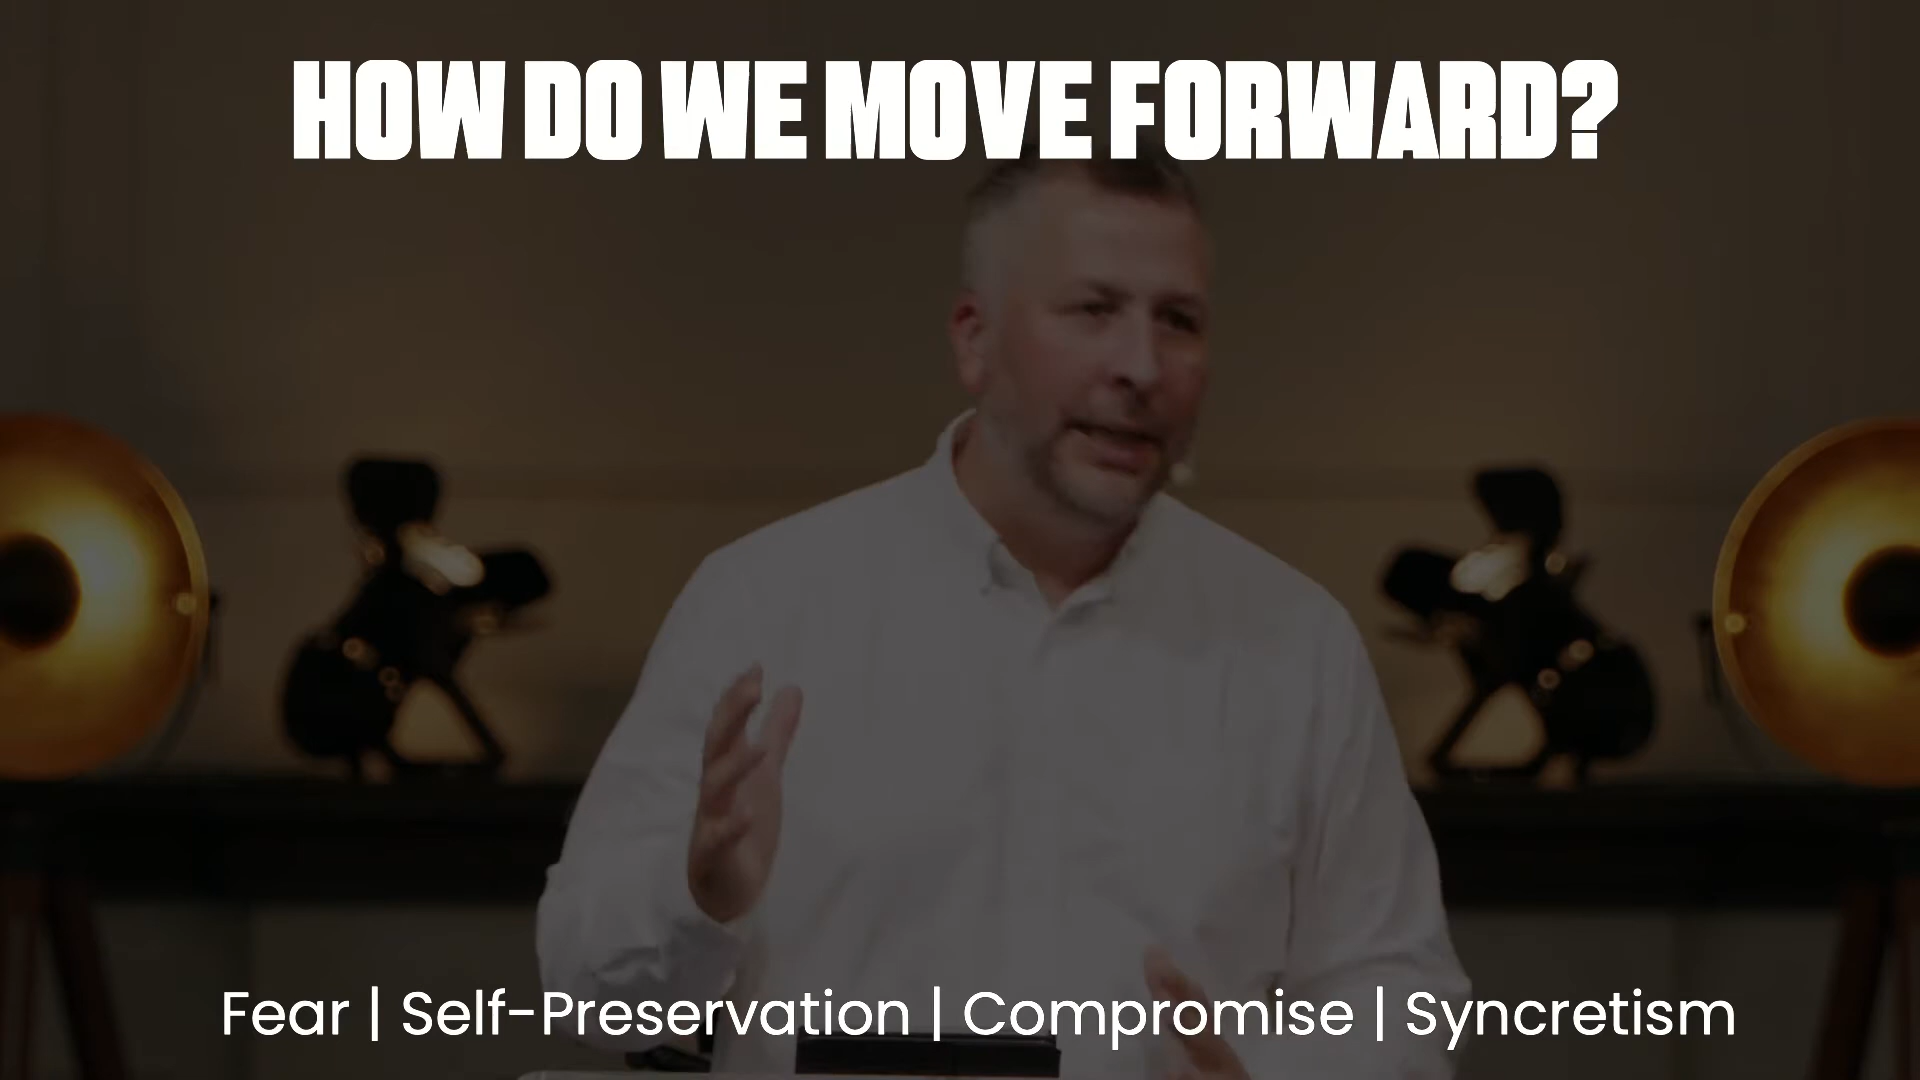 HOW DO WE MOVE FORWARD?
Fear | Self-Preservation | Compromise | Syncretism